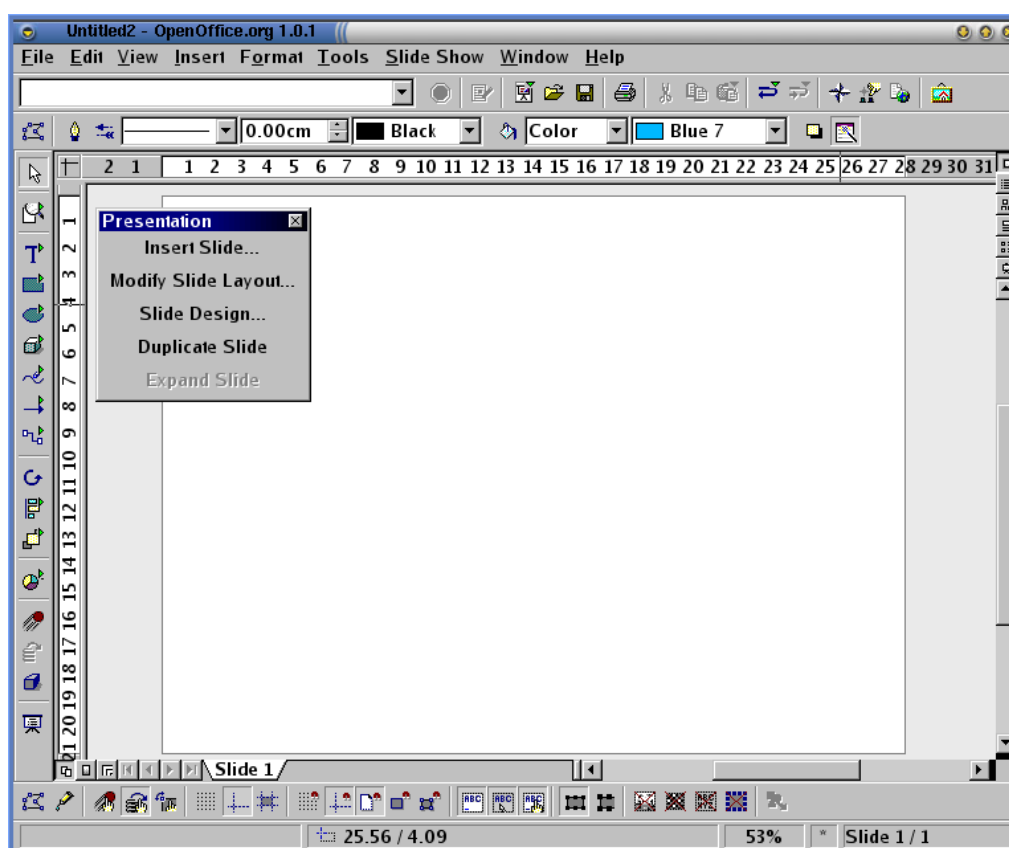 Untitled2 - OpenOffice.org 1.0.1
File Edit View Insert Format Tools Slide Show Window Help
0.00cm Black Color Blue 7
2 1 1 2 3 4 5 6 7 8 9 10 11 12 13 14 15 16 17 18 19 20 21 22 23 24 25 26 27 28 29 30 31
Presentation
Insert Slide...
Modify Slide Layout...
Slide Design...
Duplicate Slide
Expand Slide
1 2 3 4 5 6 7 8 9 10 11 12 13 14 15 16 17 18 19 20 21
Slide 1
ABC ABC ABC
25.56 / 4.09 53% * Slide 1 / 1